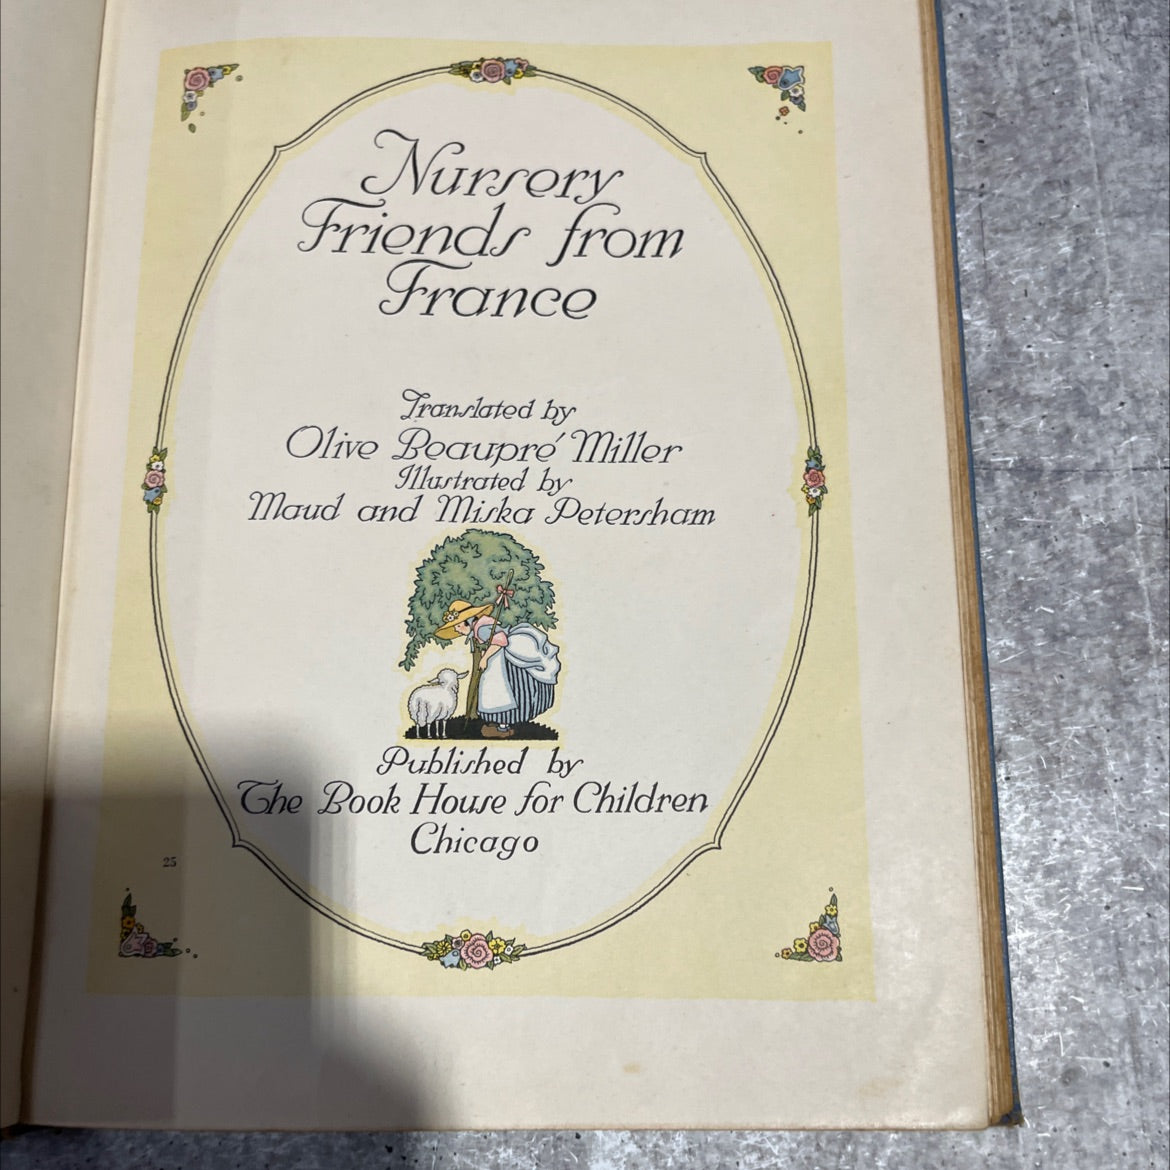 Nursery
Friends from
France
Translated by
Olive Beaupré Miller
Illustrated by
Maud and Miska Petersham
Published by
The Book House for Children
Chicago
25